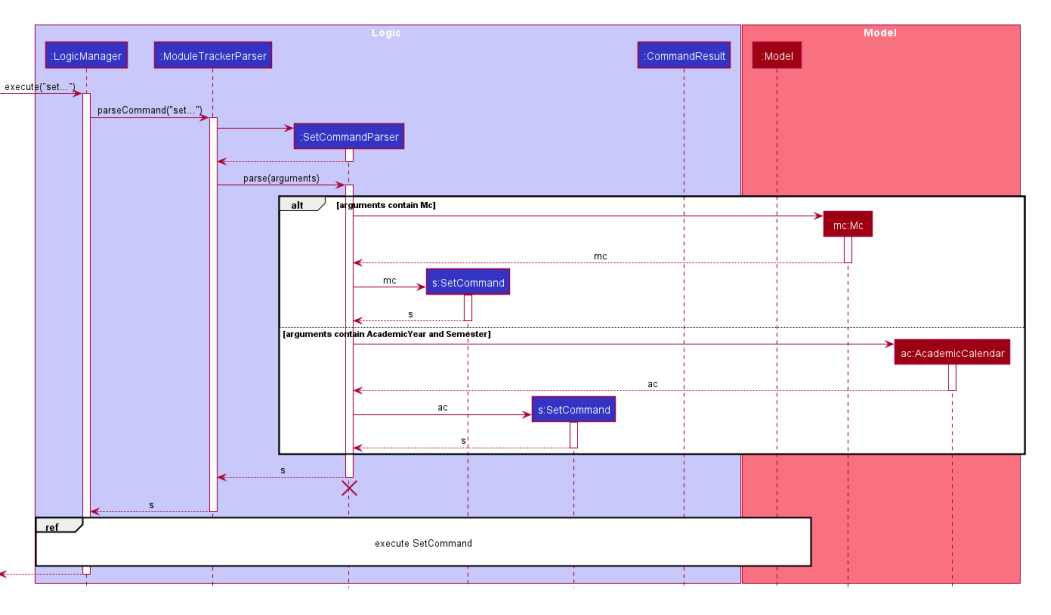 Logic
Model
:LogicManager
:ModuleTrackerParser
:CommandResult
:Model
execute("set...")
parseCommand("set...")
:SetCommandParser
parse(arguments)
alt
[arguments contain Mc]
mc:Mc
mc
mc
s:SetCommand
s
[arguments contain AcademicYear and Semester]
ac:AcademicCalendar
ac
ac
s:SetCommand
s
s
s
ref
execute SetCommand